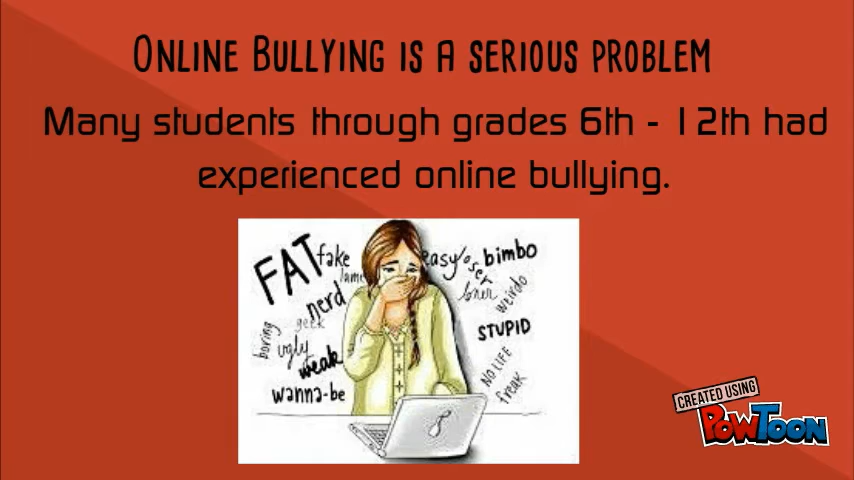 ONLINE BULLYING IS A SERIOUS PROBLEM
Many students through grades 6th - 12th had
experienced online bullying.
FAT
fake
lame
nerd
geek
boring
ugly
weak
wanna-be
easy
loser
bimbo
loner
weirdo
STUPID
NO LIFE
freak
CREATED USING
POWTOON